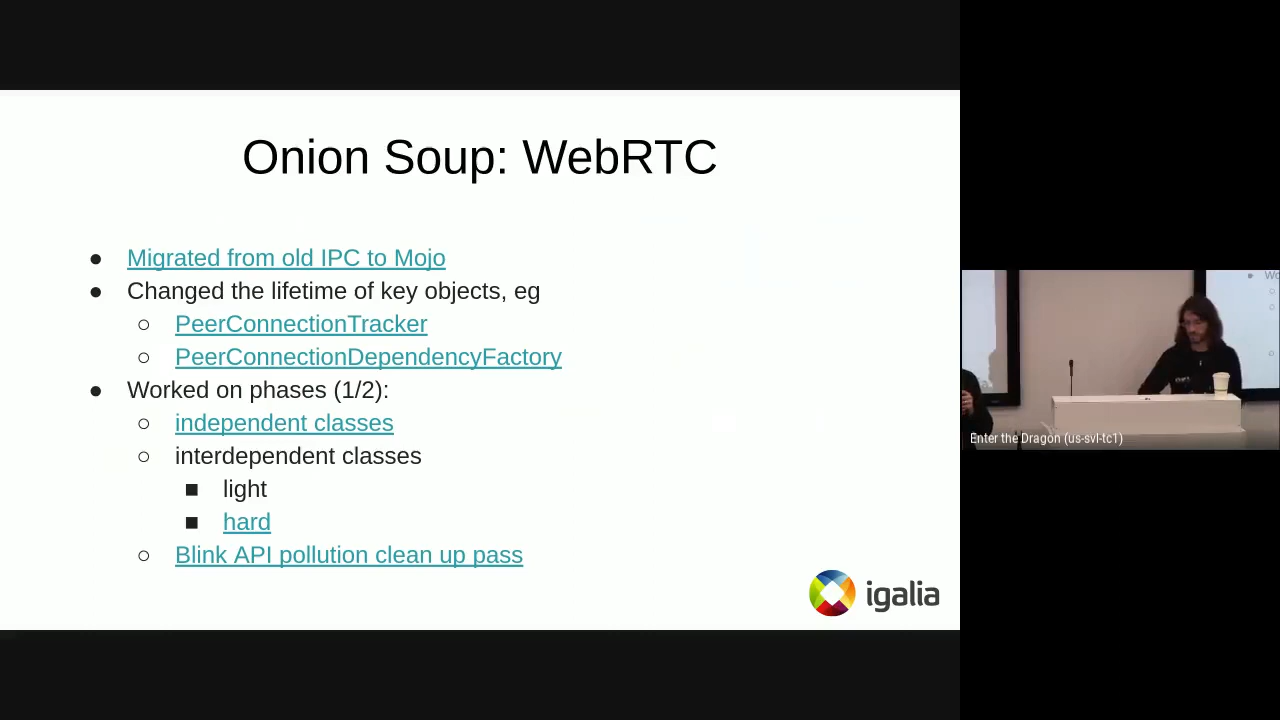 Onion Soup: WebRTC
● Migrated from old IPC to Mojo
● Changed the lifetime of key objects, eg
○ PeerConnectionTracker
○ PeerConnectionDependencyFactory
● Worked on phases (1/2):
○ independent classes
○ interdependent classes
■ light
■ hard
○ Blink API pollution clean up pass
igalia
Wo
Enter the Dragon (us-svl-tc1)